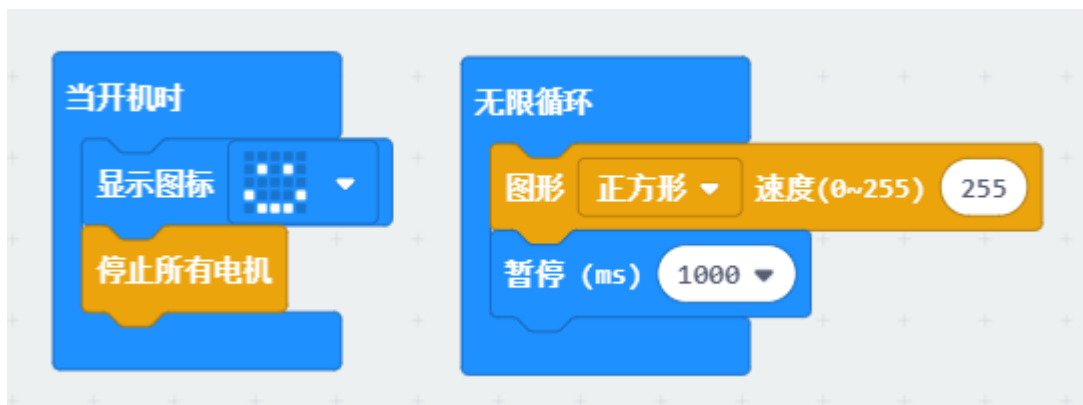 当开机时
显示图标
停止所有电机
无限循环
图形 正方形 速度(0~255) 255
暂停 (ms) 1000